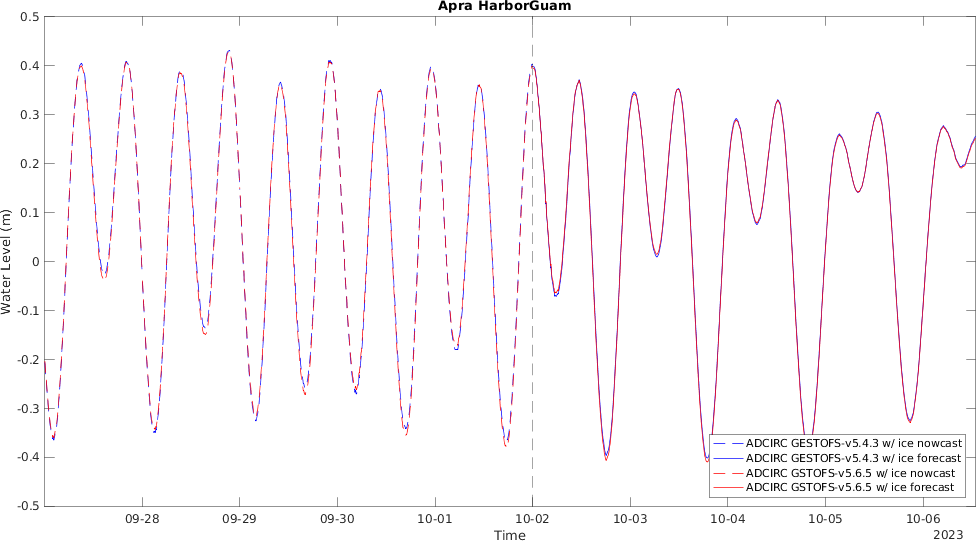 Apra HarborGuam
0.5
0.4
0.3
0.2
0.1
0
-0.1
-0.2
-0.3
-0.4
-0.5
Water Level (m)
ADCIRC GESTOFS-v5.4.3 w/ ice nowcast
ADCIRC GESTOFS-v5.4.3 w/ ice forecast
ADCIRC GSTOFS-v5.6.5 w/ ice nowcast
ADCIRC GSTOFS-v5.6.5 w/ ice forecast
09-28 09-29 09-30 10-01 10-02 10-03 10-04 10-05 10-06
Time
2023